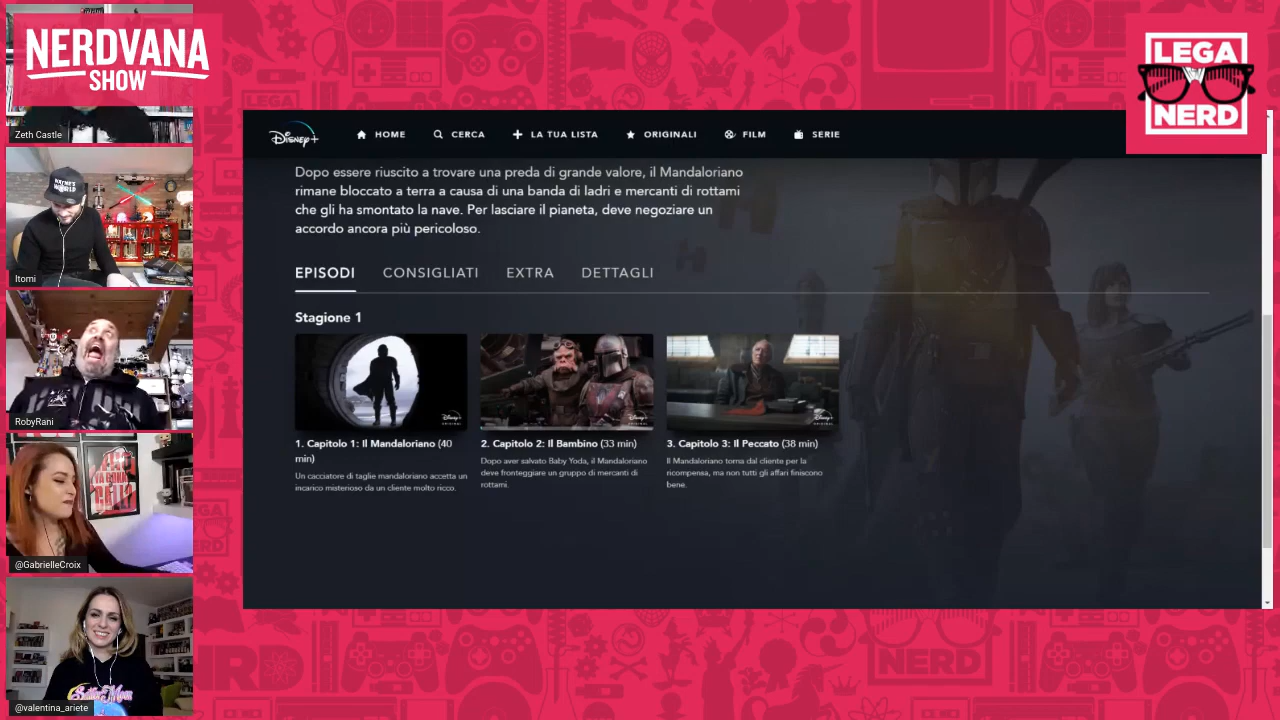 NERDVANA
SHOW
Zeth Castle
WAYNE'S
WORLD
Itomi
RobyRani
@GabrielleCroix
Sailor Moon
@valentina_ariete
LEGA
NERD
Disney+
HOME
CERCA
LA TUA LISTA
ORIGINALI
FILM
SERIE
Dopo essere riuscito a trovare una preda di grande valore, il Mandaloriano
rimane bloccato a terra a causa di una banda di ladri e mercanti di rottami
che gli ha smontato la nave. Per lasciare il pianeta, deve negoziare un
accordo ancora più pericoloso.
EPISODI
CONSIGLIATI
EXTRA
DETTAGLI
Stagione 1
1. Capitolo 1: Il Mandaloriano (40
min)
Un cacciatore di taglie mandaloriano accetta un
incarico misterioso da un cliente molto ricco.
2. Capitolo 2: Il Bambino (33 min)
Dopo aver salvato Baby Yoda, il Mandaloriano
deve fronteggiare un gruppo di mercanti di
rottami.
3. Capitolo 3: Il Peccato (38 min)
Il Mandaloriano torna dal cliente per la
ricompensa, ma non tutti gli affari finiscono
bene.